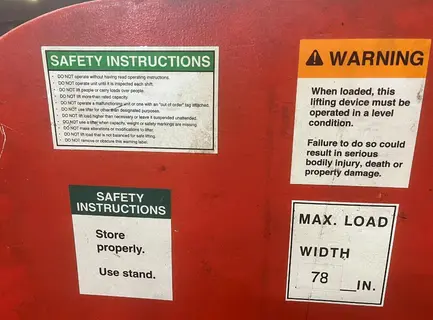 SAFETY INSTRUCTIONS
· DO NOT operate without having read operating instructions.
· DO NOT operate unit until it is inspected each shift.
· DO NOT lift people or carry loads over people.
· DO NOT lift more than rated capacity.
· DO NOT operate a malfunctioning unit or one with an "out of order" tag attached.
· DO NOT use lifter for other than designated purposes.
· DO NOT lift load higher than necessary or leave it suspended unattended.
· DO NOT use a lifter when capacity, weight or safety markings are missing.
· DO NOT make alterations or modifications to lifter.
· DO NOT lift load that is not balanced for safe lifting.
· DO NOT remove or obscure this warning label.
WARNING
When loaded, this
lifting device must be
operated in a level
condition.
Failure to do so could
result in serious
bodily injury, death or
property damage.
SAFETY
INSTRUCTIONS
Store
properly.
Use stand.
MAX. LOAD
WIDTH
78 __IN.